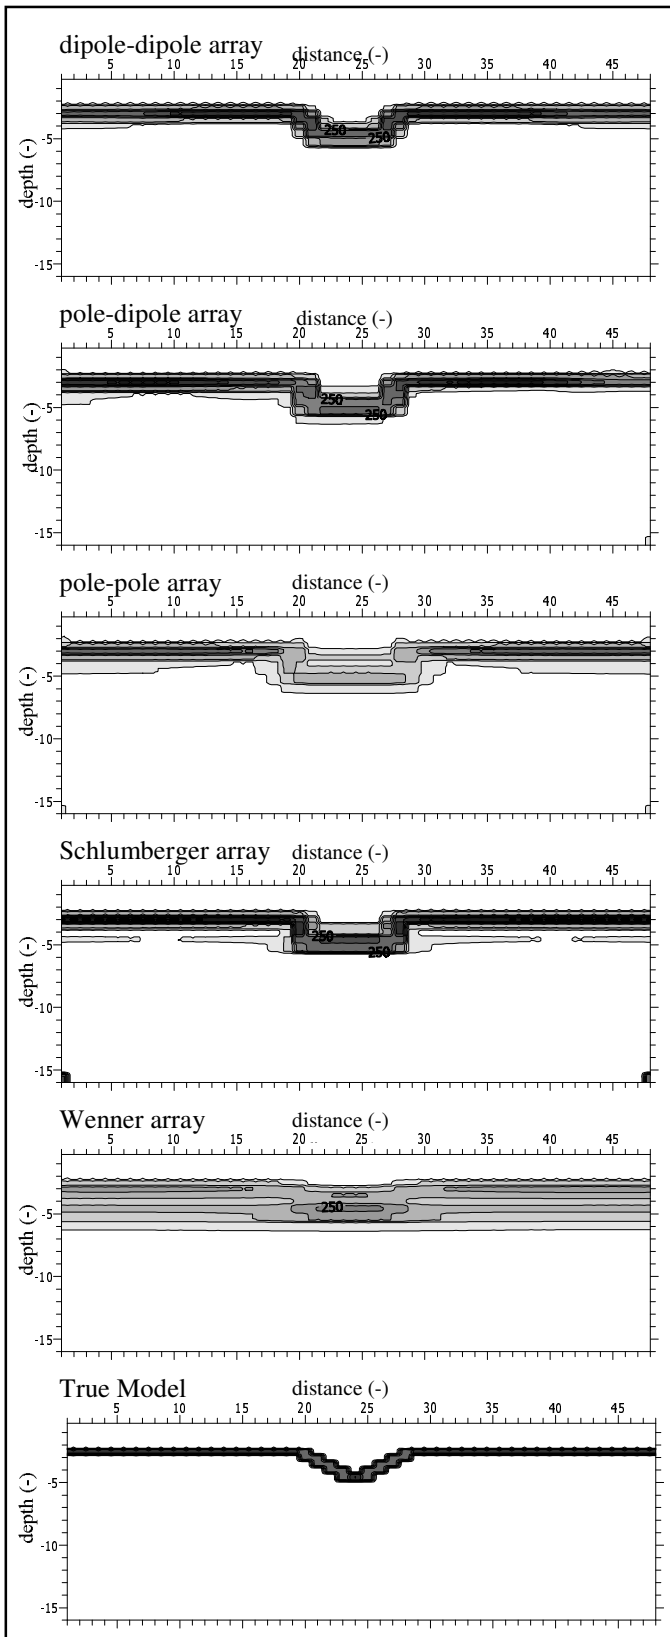 dipole-dipole array distance (-)
5 10 15 20 25 30 35 40 45
depth (-)
-5
-10
-15
250 250
pole-dipole array distance (-)
5 10 15 20 25 30 35 40 45
depth (-)
-5
-10
-15
250 250
pole-pole array distance (-)
5 10 15 20 25 30 35 40 45
depth (-)
-5
-10
-15
Schlumberger array distance (-)
5 10 15 20 25 30 35 40 45
depth (-)
-5
-10
-15
250 250
Wenner array distance (-)
5 10 15 20 25 30 35 40 45
depth (-)
-5
-10
-15
250
True Model distance (-)
5 10 15 20 25 30 35 40 45
depth (-)
-5
-10
-15